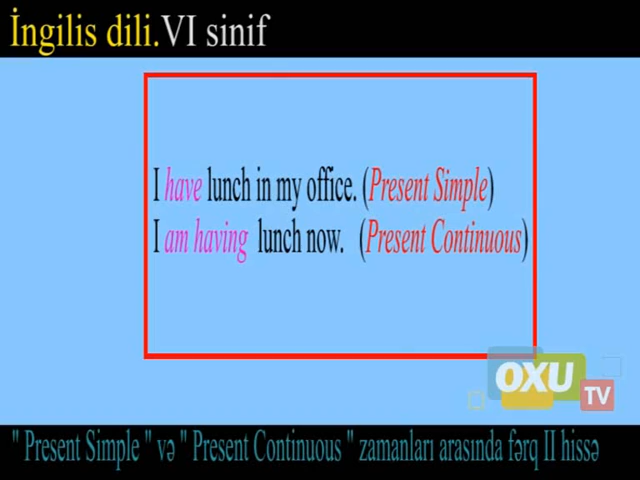 İngilis dili.VI sinif
I have lunch in my office. (Present Simple)
I am having lunch now. (Present Continuous)
OXU
TV
" Present Simple " və " Present Continuous " zamanları arasında fərq II hissə